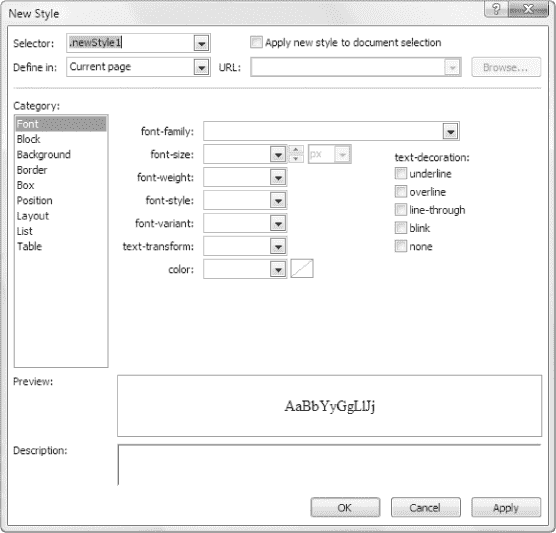 New Style
Selector: .newStyle1 Apply new style to document selection
Define in: Current page URL: Browse...
Category:
Font
Block
Background
Border
Box
Position
Layout
List
Table
font-family:
font-size: px
font-weight:
font-style:
font-variant:
text-transform:
color:
text-decoration:
underline
overline
line-through
blink
none
Preview:
AaBbYyGgLlJj
Description:
OK Cancel Apply